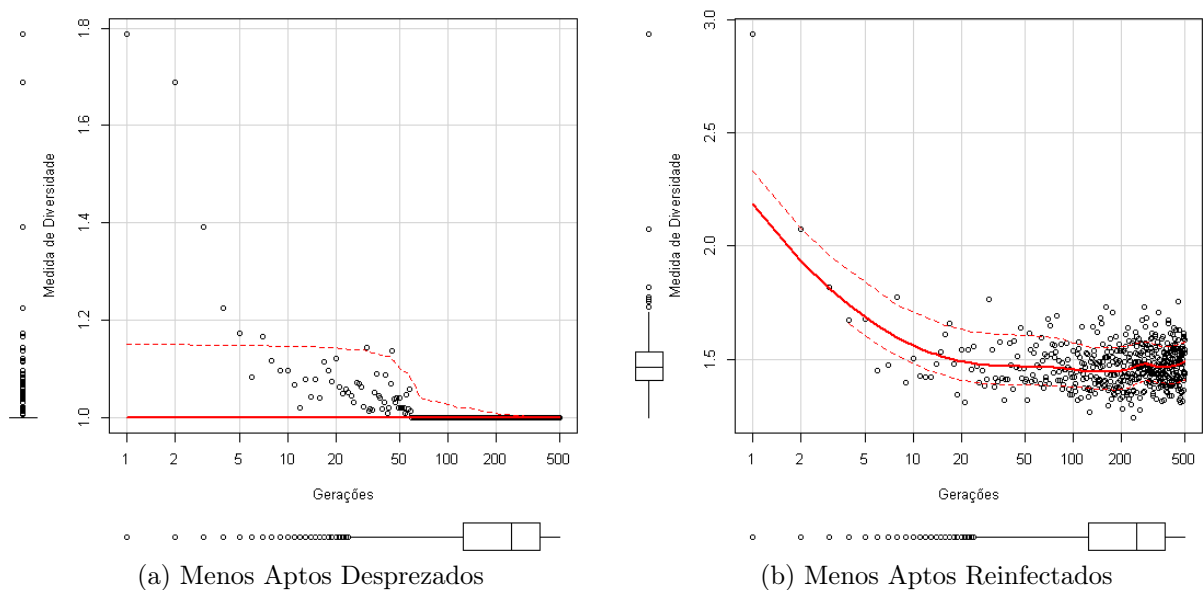 1.8
1.6
1.4
1.2
1.0
Medida de Diversidade
1 2 5 10 20 50 100 200 500
Gerações
(a) Menos Aptos Desprezados
3.0
2.5
2.0
1.5
Medida de Diversidade
1 2 5 10 20 50 100 200 500
Gerações
(b) Menos Aptos Reinfectados